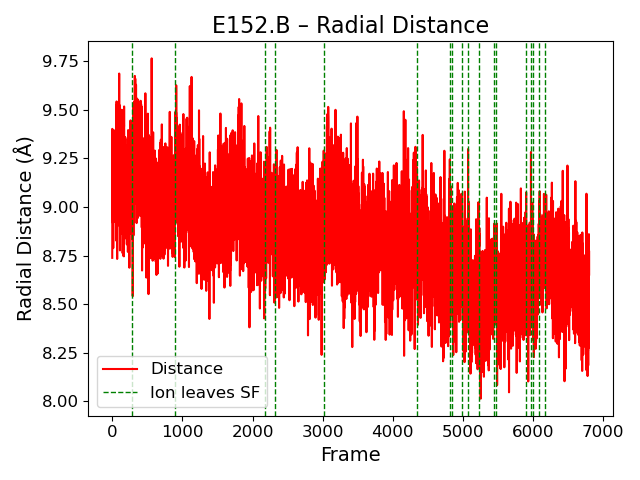 E152.B – Radial Distance
Radial Distance (Å)
9.75
9.50
9.25
9.00
8.75
8.50
8.25
8.00
Distance
Ion leaves SF
0 1000 2000 3000 4000 5000 6000 7000
Frame